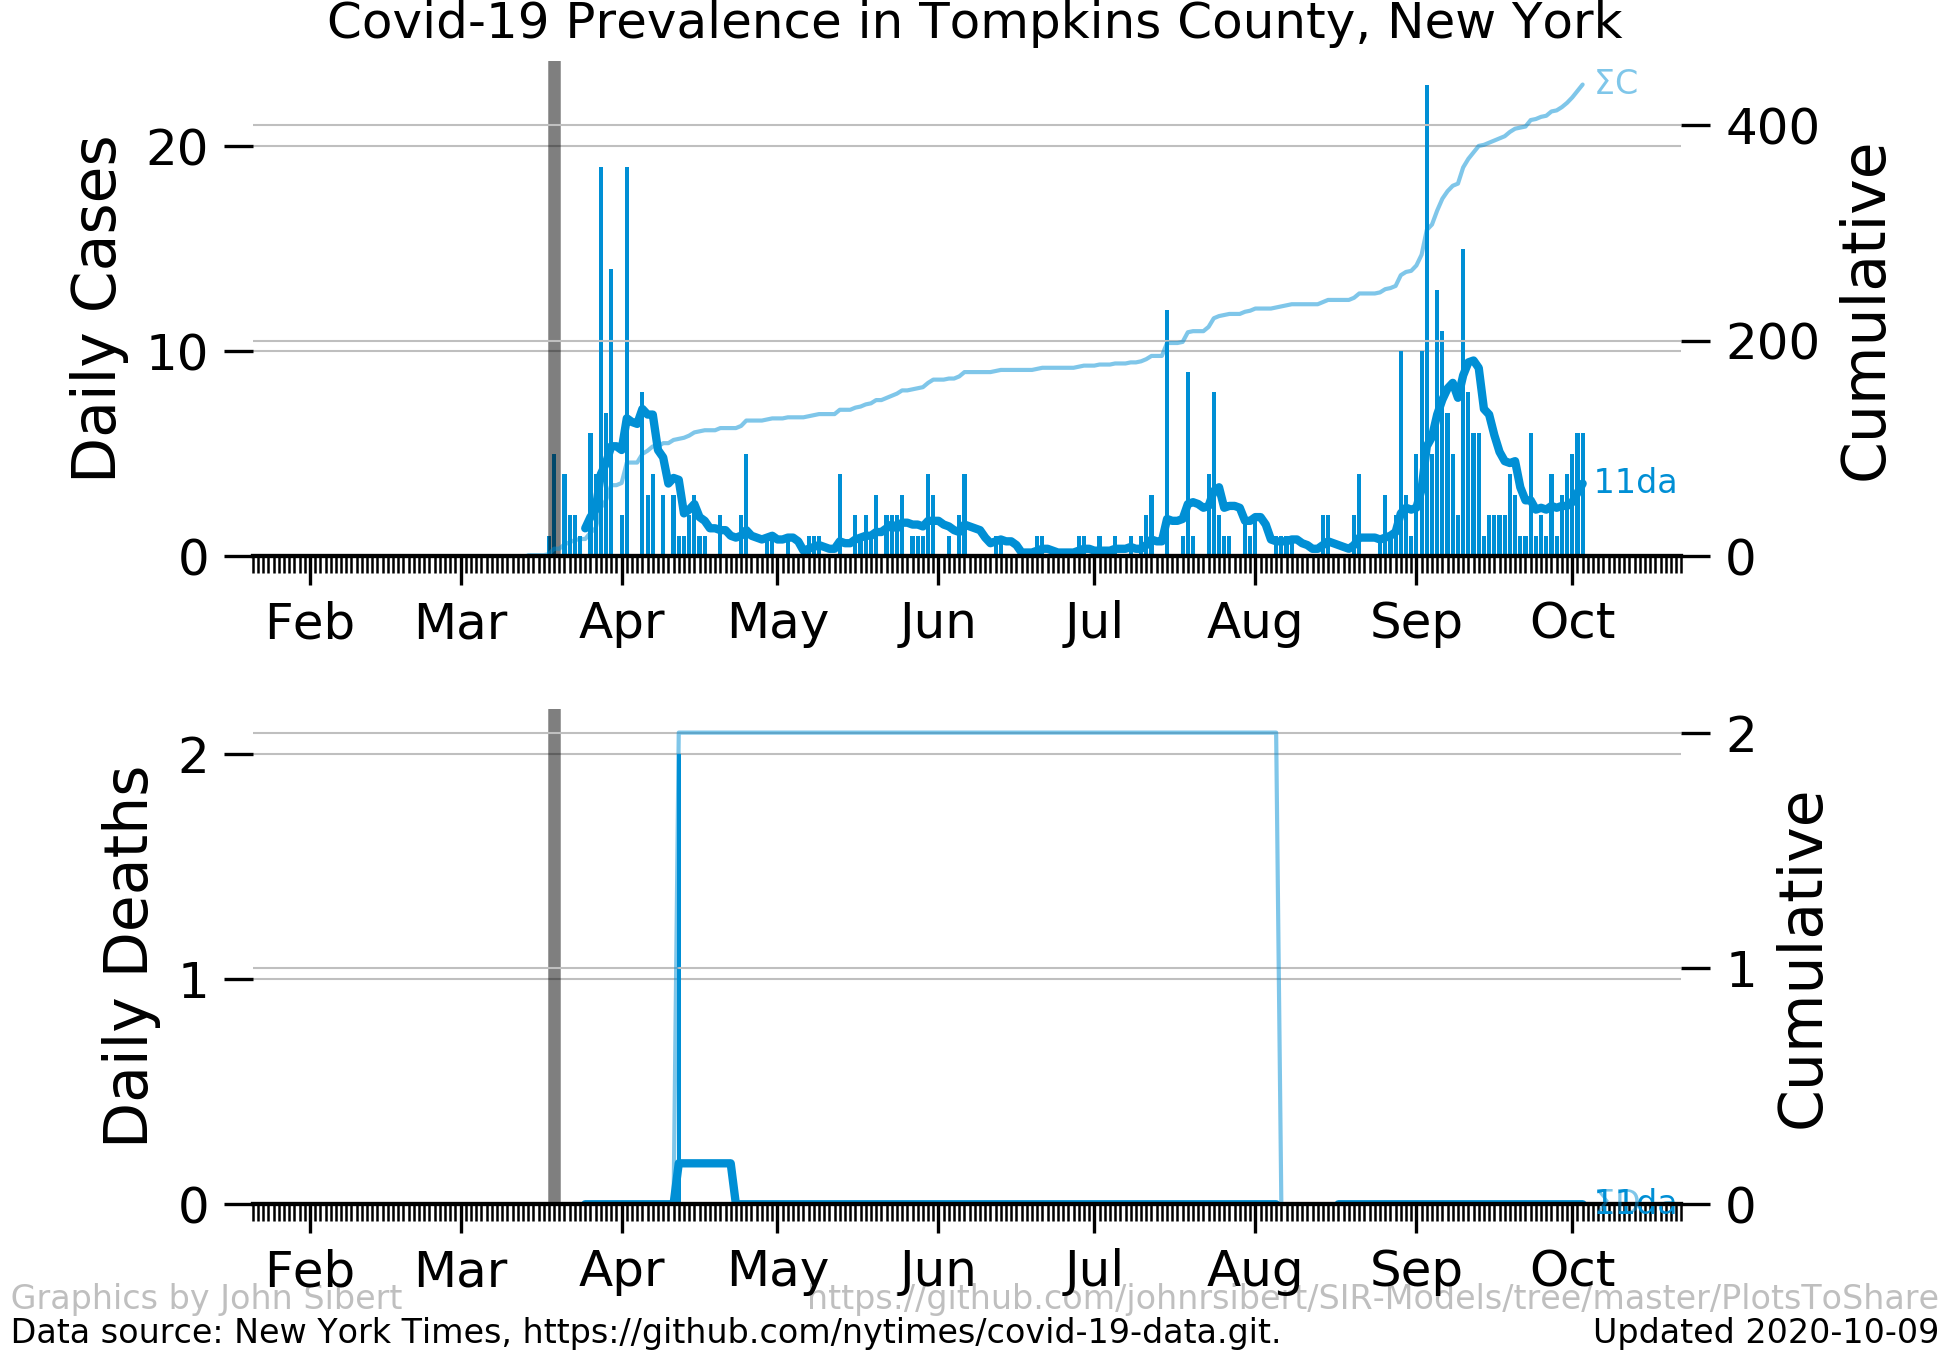 Covid-19 Prevalence in Tompkins County, New York
Daily Cases
20
10
0
ΣC
11da
400
200
0
Cumulative
Feb Mar Apr May Jun Jul Aug Sep Oct
Daily Deaths
2
1
0
11da
2
1
0
Cumulative
Feb Mar Apr May Jun Jul Aug Sep Oct
Graphics by John Sibert
https://github.com/johnrsibert/SIR-Models/tree/master/PlotsToShare
Data source: New York Times, https://github.com/nytimes/covid-19-data.git.
Updated 2020-10-09